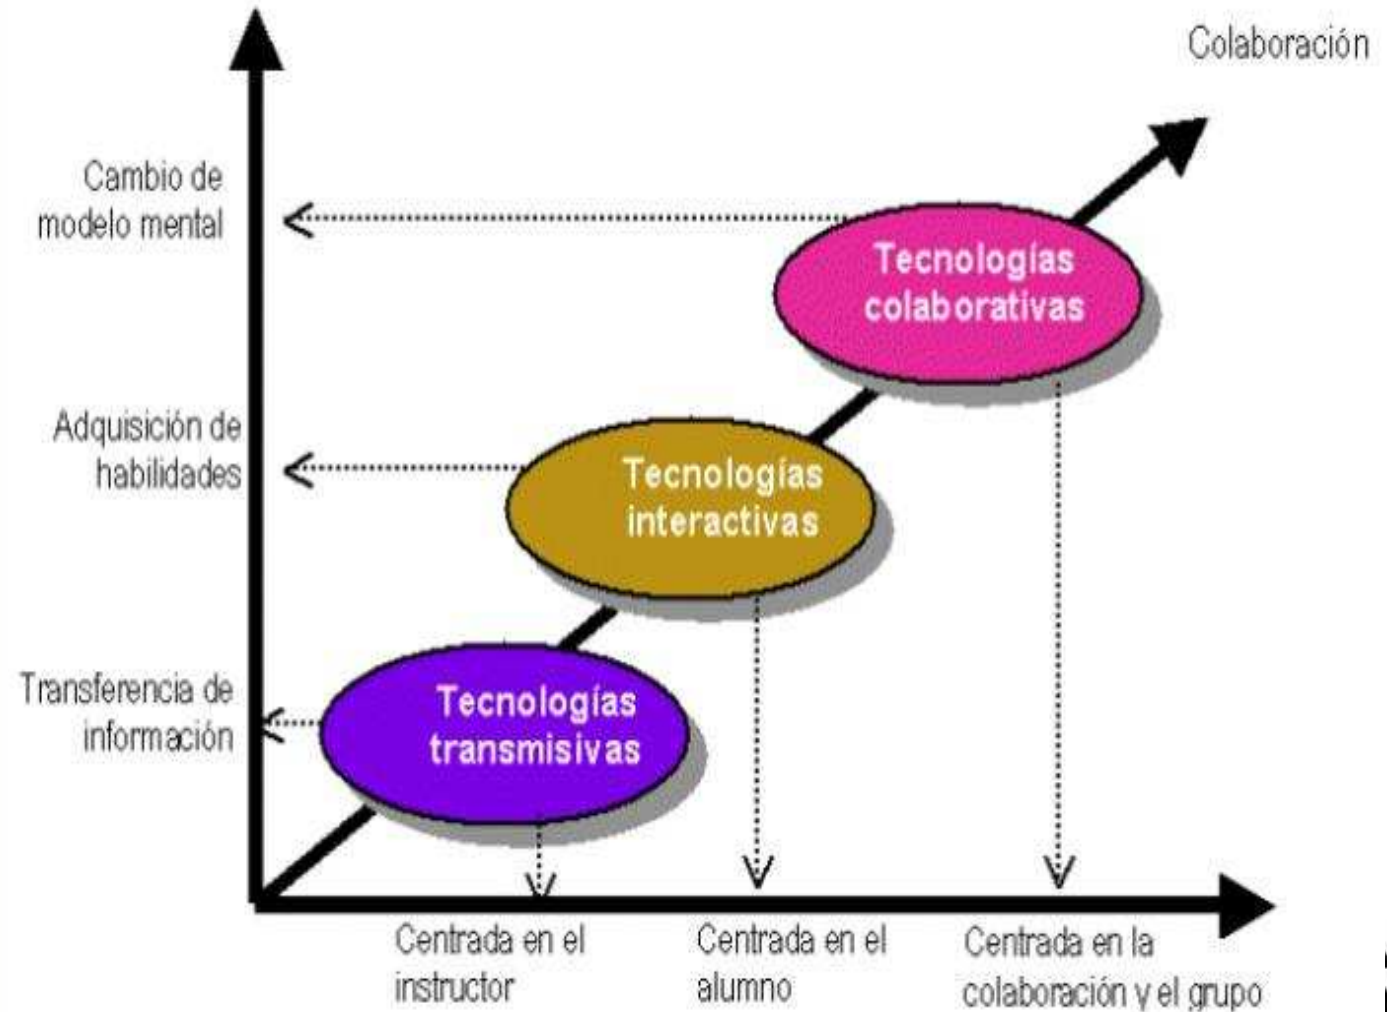 Colaboración
Cambio de
modelo mental
Tecnologías
colaborativas
Adquisición de
habilidades
Tecnologías
interactivas
Transferencia de
información
Tecnologías
transmisivas
Centrada en el
instructor
Centrada en el
alumno
Centrada en la
colaboración y el grupo